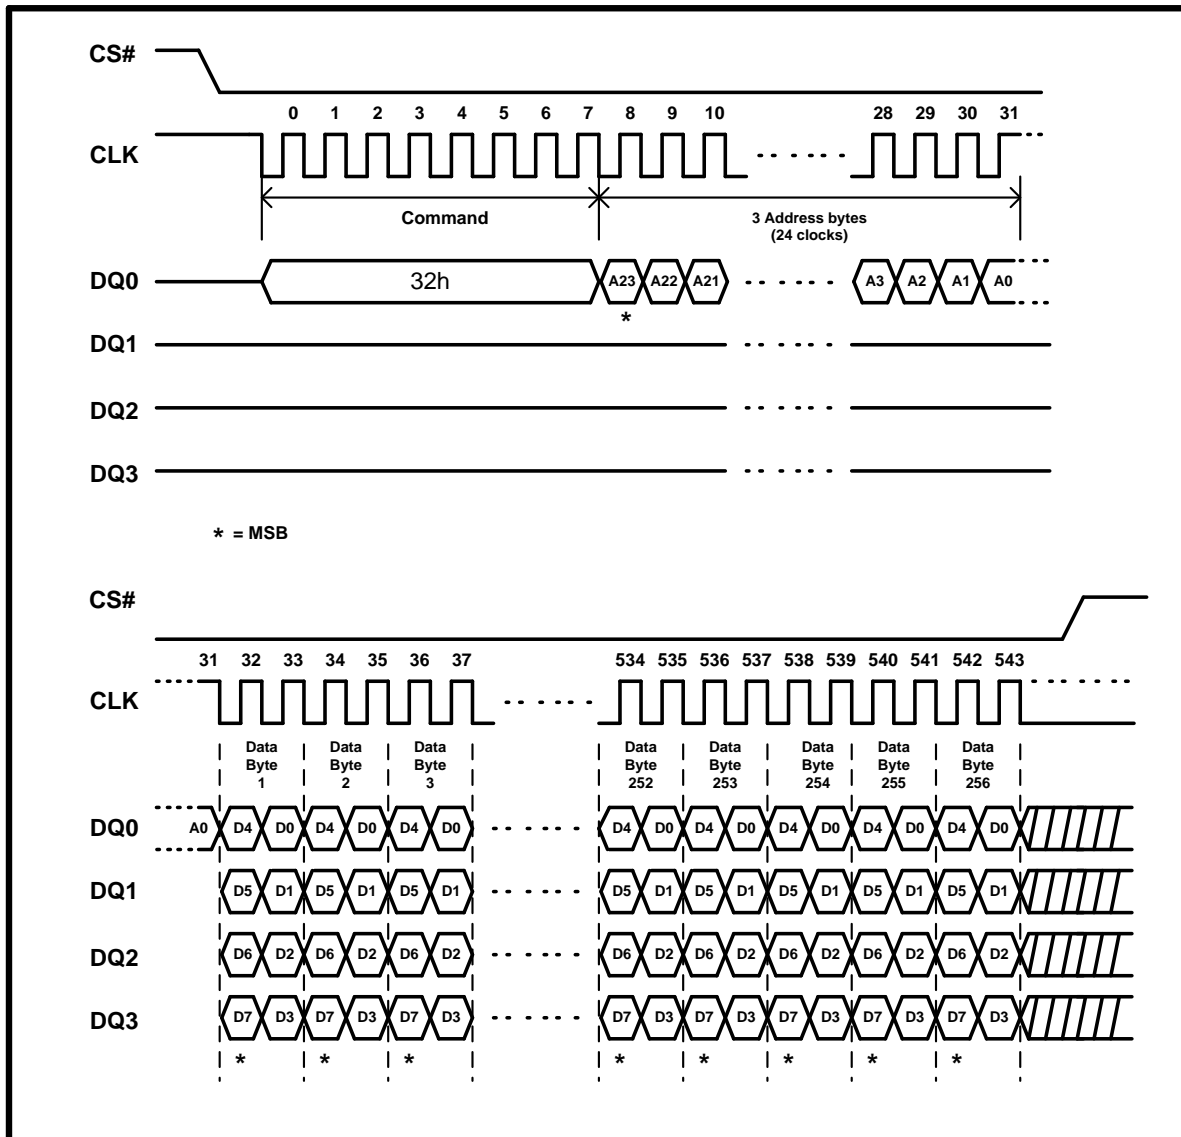 CS#
0 1 2 3 4 5 6 7 8 9 10 28 29 30 31
CLK
Command
3 Address bytes
(24 clocks)
DQ0 32h A23 A22 A21 A3 A2 A1 A0
*
DQ1
DQ2
DQ3
* = MSB
CS#
31 32 33 34 35 36 37 534 535 536 537 538 539 540 541 542 543
CLK
Data Data Data Data Data Data Data Data
Byte Byte Byte Byte Byte Byte Byte Byte
1 2 3 252 253 254 255 256
DQ0 A0 D4 D0 D4 D0 D4 D0 D4 D0 D4 D0 D4 D0 D4 D0 D4 D0
DQ1 D5 D1 D5 D1 D5 D1 D5 D1 D5 D1 D5 D1 D5 D1 D5 D1
DQ2 D6 D2 D6 D2 D6 D2 D6 D2 D6 D2 D6 D2 D6 D2 D6 D2
DQ3 D7 D3 D7 D3 D7 D3 D7 D3 D7 D3 D7 D3 D7 D3 D7 D3
* * * * * * * *